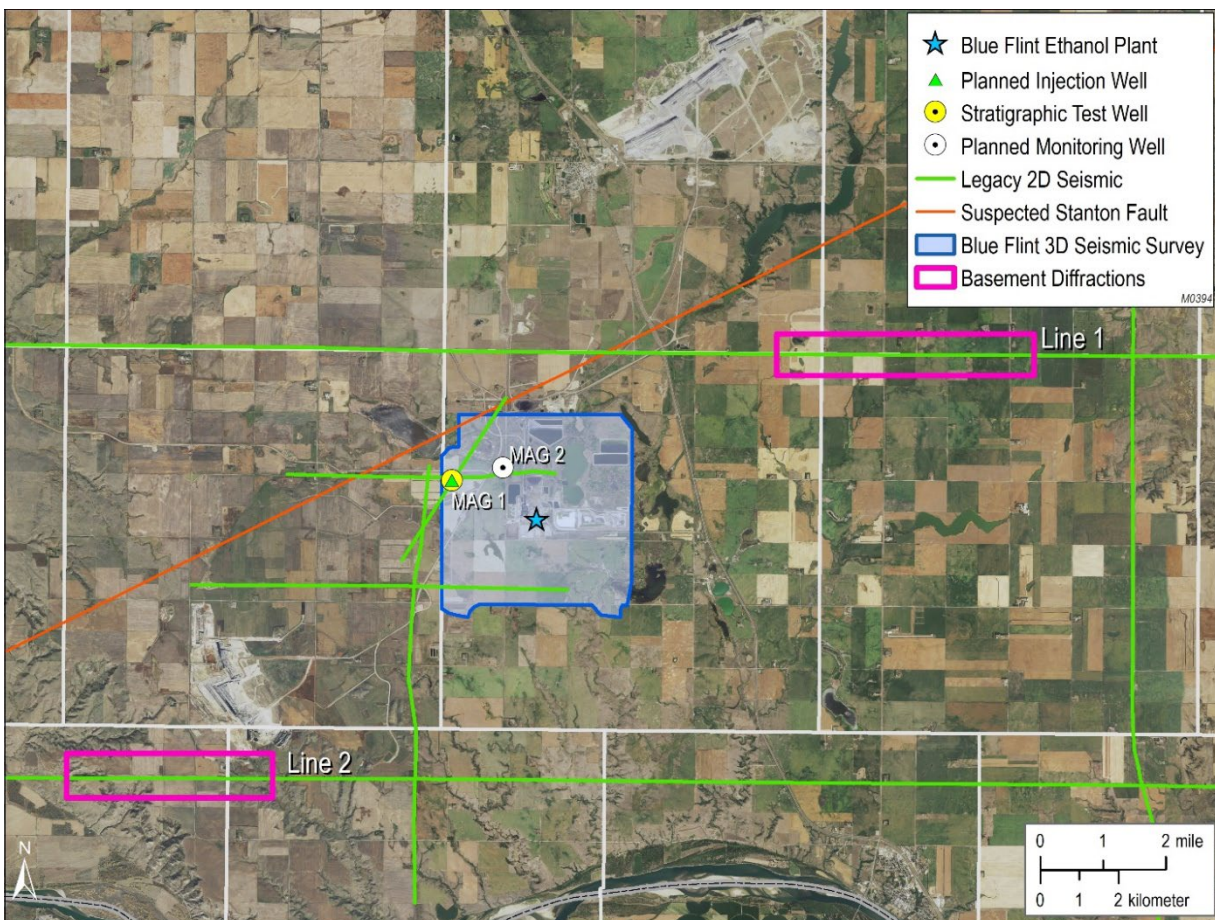 Blue Flint Ethanol Plant
Planned Injection Well
Stratigraphic Test Well
Planned Monitoring Well
Legacy 2D Seismic
Suspected Stanton Fault
Blue Flint 3D Seismic Survey
Basement Diffractions
M0394
Line 1
MAG 2
MAG 1
Line 2
N
0 1 2 mile
0 1 2 kilometer